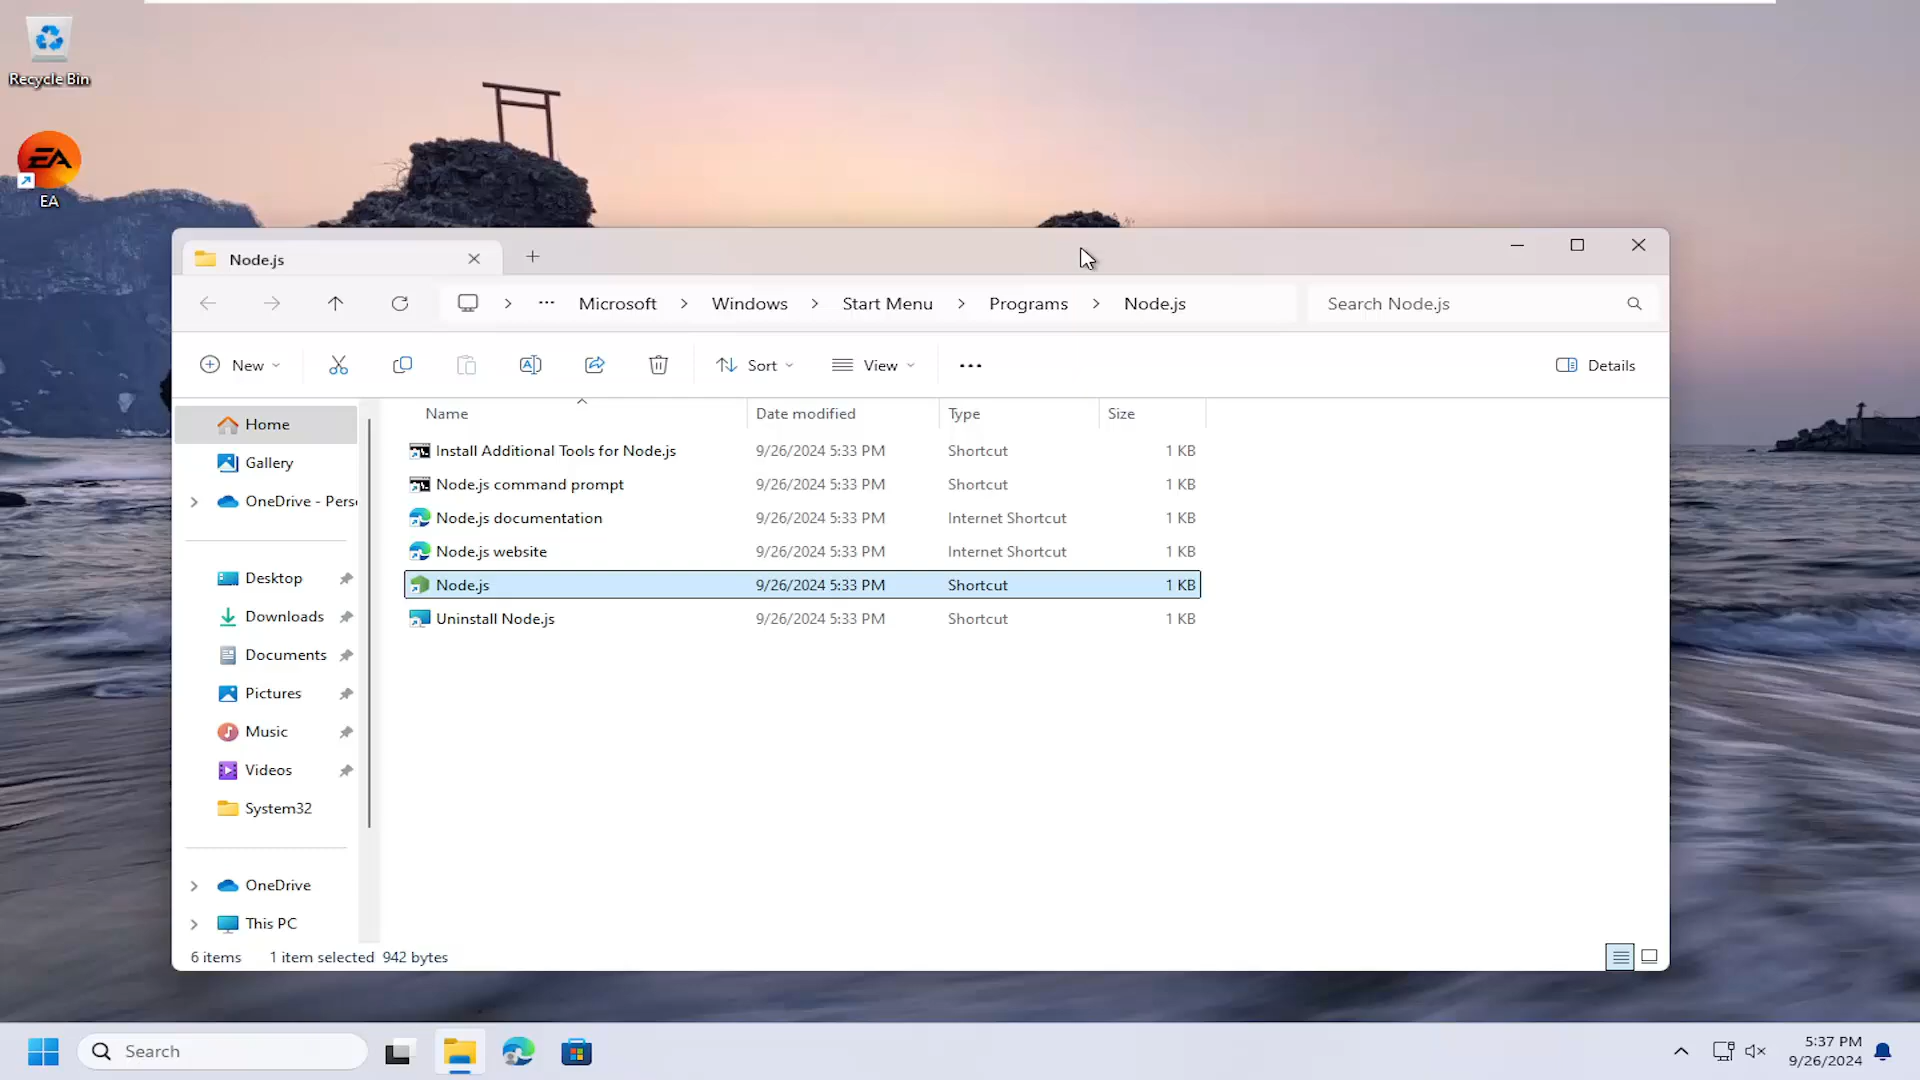 Recycle Bin
EA
EA
Node.js
Microsoft > Windows > Start Menu > Programs > Node.js
Search Node.js
New
Sort
View
Details
Name Date modified Type Size
Install Additional Tools for Node.js 9/26/2024 5:33 PM Shortcut 1 KB
Node.js command prompt 9/26/2024 5:33 PM Shortcut 1 KB
Node.js documentation 9/26/2024 5:33 PM Internet Shortcut 1 KB
Node.js website 9/26/2024 5:33 PM Internet Shortcut 1 KB
Node.js 9/26/2024 5:33 PM Shortcut 1 KB
Uninstall Node.js 9/26/2024 5:33 PM Shortcut 1 KB
Home
Gallery
OneDrive - Pers
Desktop
Downloads
Documents
Pictures
Music
Videos
System32
OneDrive
This PC
6 items 1 item selected 942 bytes
Search
5:37 PM
9/26/2024